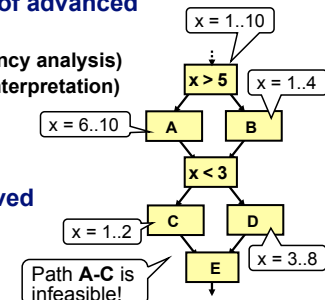 of advanced
x = 1..10
ncy analysis)
nterpretation)
x > 5
x = 1..4
x = 6..10
A
B
x < 3
ved
C
D
x = 1..2
x = 3..8
E
Path A-C is
infeasible!